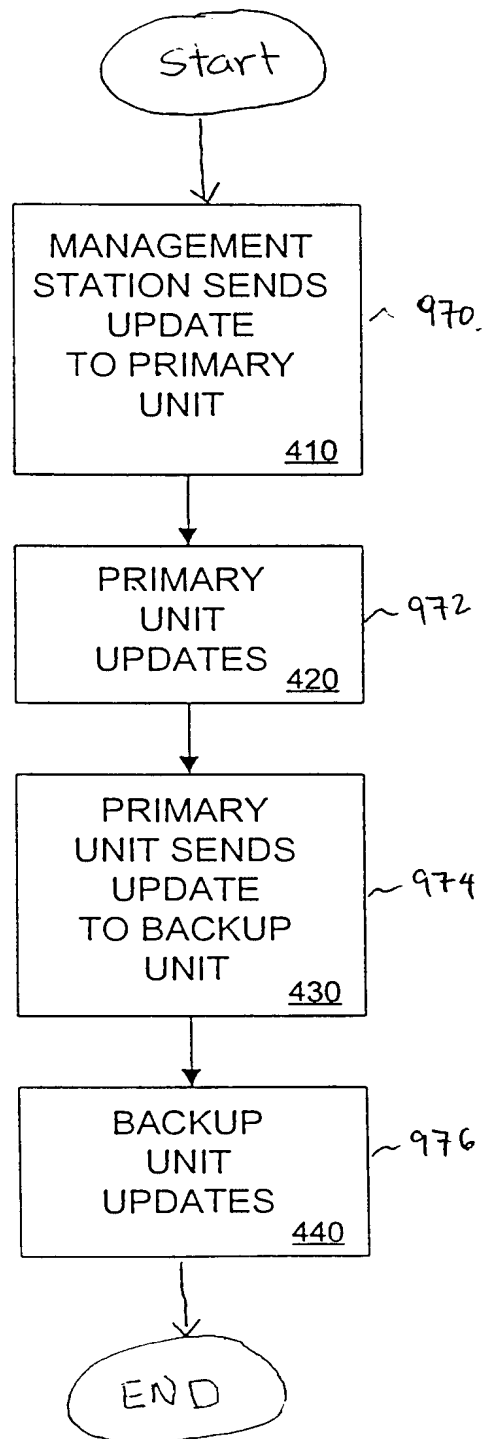 Start
MANAGEMENT
STATION SENDS
UPDATE
TO PRIMARY
UNIT
410
970.
PRIMARY
UNIT
UPDATES
420
972
PRIMARY
UNIT SENDS
UPDATE
TO BACKUP
UNIT
430
974
BACKUP
UNIT
UPDATES
440
976
END